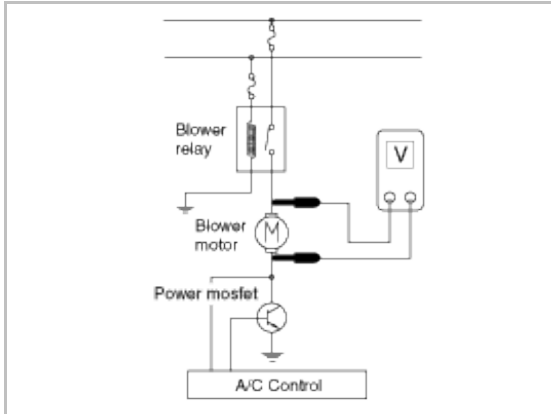 Blower
relay
V
Blower
motor
M
Power mosfet
A/C Control